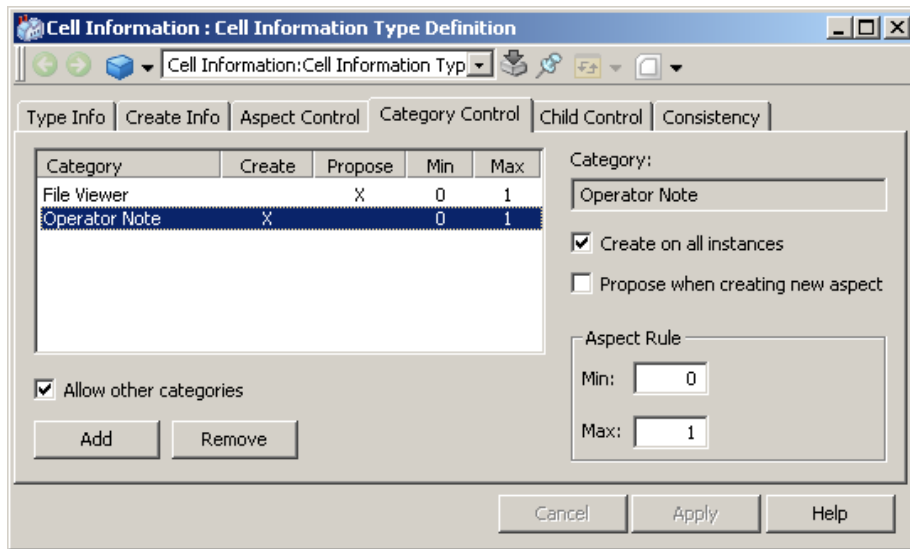 Cell Information : Cell Information Type Definition
Cell Information:Cell Information Typ
Type Info Create Info Aspect Control Category Control Child Control Consistency
Category Create Propose Min Max
File Viewer X 0 1
Operator Note X 0 1
Allow other categories
Add Remove
Category:
Operator Note
Create on all instances
Propose when creating new aspect
Aspect Rule
Min: 0
Max: 1
Cancel Apply Help